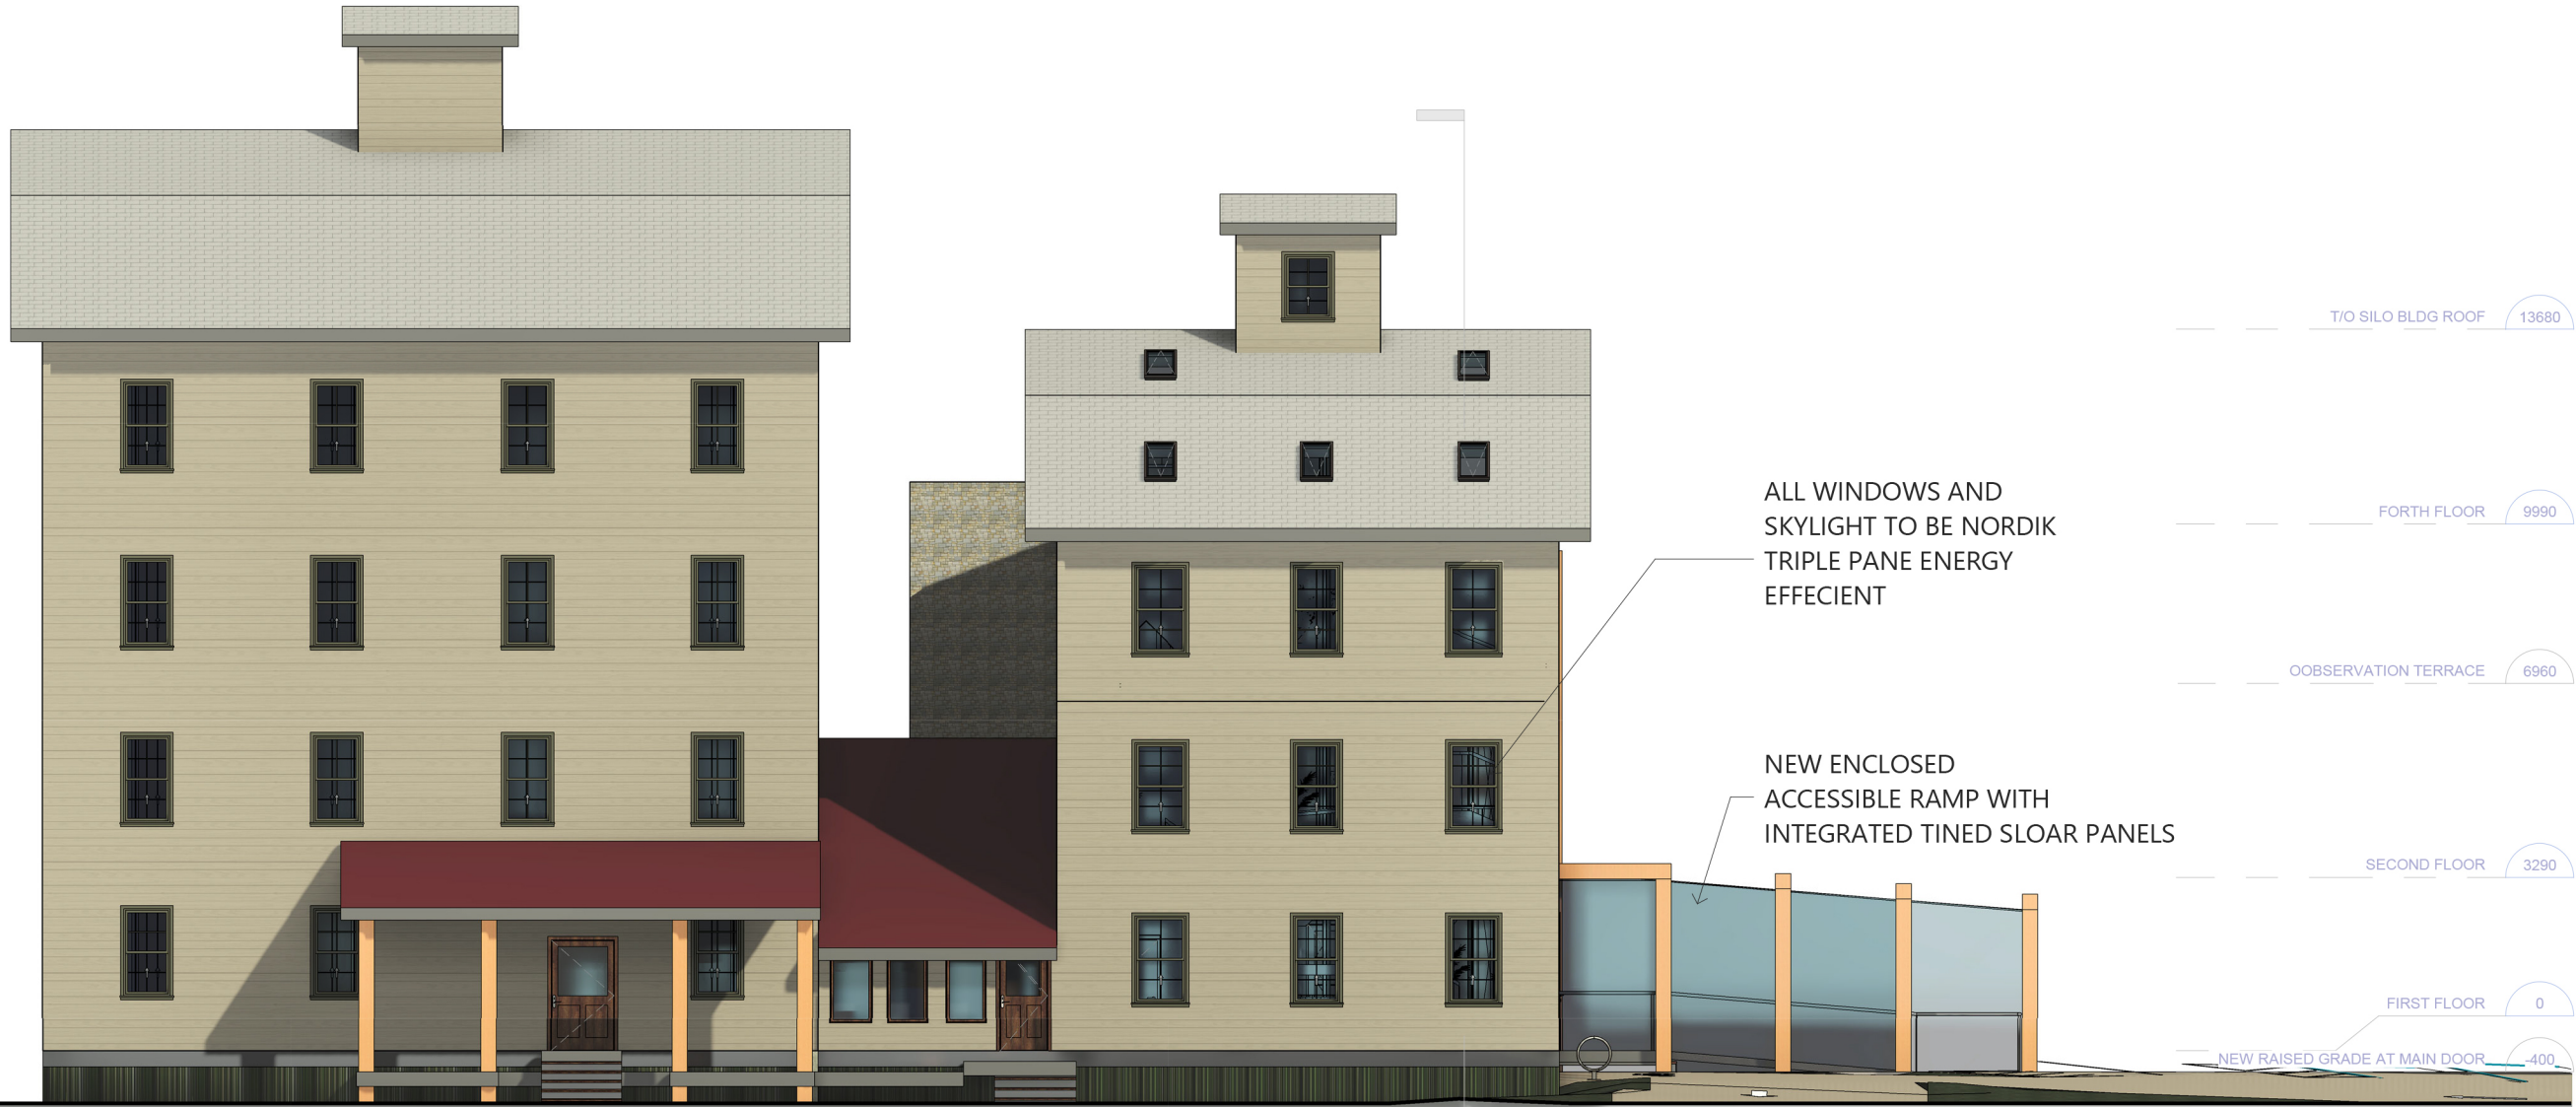 T/O SILO BLDG ROOF 13680
ALL WINDOWS AND
SKYLIGHT TO BE NORDIK
TRIPLE PANE ENERGY
EFFECIENT
FORTH FLOOR 9990
OOBSERVATION TERRACE 6960
NEW ENCLOSED
ACCESSIBLE RAMP WITH
INTEGRATED TINED SLOAR PANELS
SECOND FLOOR 3290
FIRST FLOOR 0
NEW RAISED GRADE AT MAIN DOOR -400